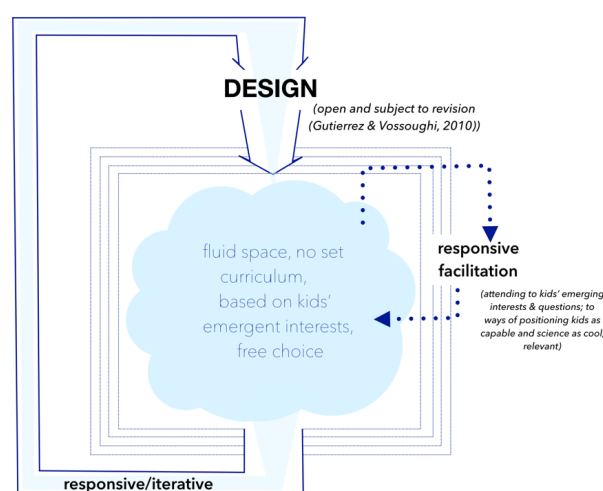 DESIGN
(open and subject to revision
(Gutierrez & Vossoughi, 2010))
fluid space, no set
curriculum,
based on kids'
emergent interests,
free choice
responsive
facilitation
(attending to kids' emerging
interests & questions; to
ways of positioning kids as
capable and science as cool,
relevant)
responsive/iterative